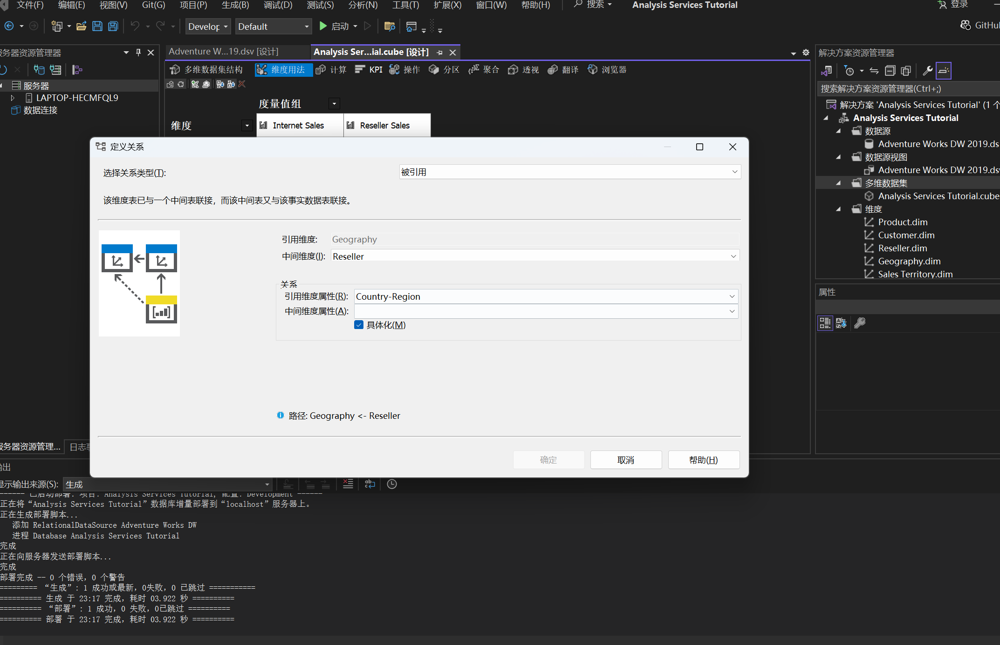 文件(F) 编辑(E) 视图(V) Git(G) 项目(P) 生成(B) 调试(D) 测试(S) 分析(N) 工具(T) 扩展(X) 窗口(W) 帮助(H) 搜索 Analysis Services Tutorial 登录
Develop Default 启动 GitHu
服务器资源管理器
服务器
LAPTOP-HECMFQL9
数据连接
Adventure W...19.dsv [设计] Analysis Ser...ial.cube [设计]
多维数据集结构 维度用法 计算 KPI 操作 分区 聚合 透视 翻译 浏览器
度量值组
维度 Internet Sales Reseller Sales
解决方案资源管理器
搜索解决方案资源管理器(Ctrl+;)
解决方案 'Analysis Services Tutorial' (1 个
Analysis Services Tutorial
数据源
Adventure Works DW 2019.ds
数据源视图
Adventure Works DW 2019.dsv
多维数据集
Analysis Services Tutorial.cube
维度
Product.dim
Customer.dim
Reseller.dim
Geography.dim
Sales Territory.dim
属性
定义关系
选择关系类型(T): 被引用
该维度表已与一个中间表联接，而该中间表又与该事实数据表联接。
引用维度: Geography
中间维度(I): Reseller
关系
引用维度属性(R): Country-Region
中间维度属性(A):
具体化(M)
路径: Geography <- Reseller
确定 取消 帮助(H)
服务器资源管理... 日志事
输出
显示输出来源(S): 生成
------ 已启动部署: 项目: Analysis Services Tutorial, 配置: Development ------
正在将“Analysis Services Tutorial”数据库增量部署到“localhost”服务器上。
正在生成部署脚本...
添加 RelationalDataSource Adventure Works DW
进程 Database Analysis Services Tutorial
完成
正在向服务器发送部署脚本...
完成
部署完成 -- 0 个错误，0 个警告
========= “生成”: 1 成功或最新，0失败，0 已跳过 ===========
========== 生成 于 23:17 完成，耗时 03.922 秒 ==========
========== “部署”: 1 成功，0 失败，0已跳过 ==========
========== 部署 于 23:17 完成，耗时 03.922 秒 ==========